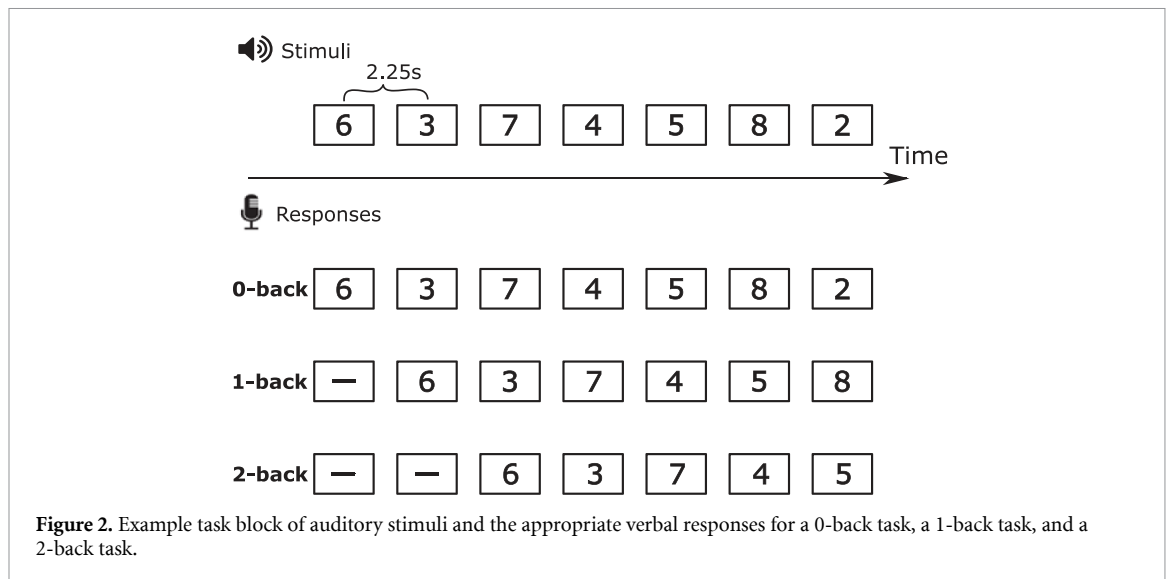 Stimuli
2.25s
6 3 7 4 5 8 2
Time
Responses
0-back 6 3 7 4 5 8 2
1-back — 6 3 7 4 5 8
2-back — — 6 3 7 4 5
Figure 2. Example task block of auditory stimuli and the appropriate verbal responses for a 0-back task, a 1-back task, and a
2-back task.